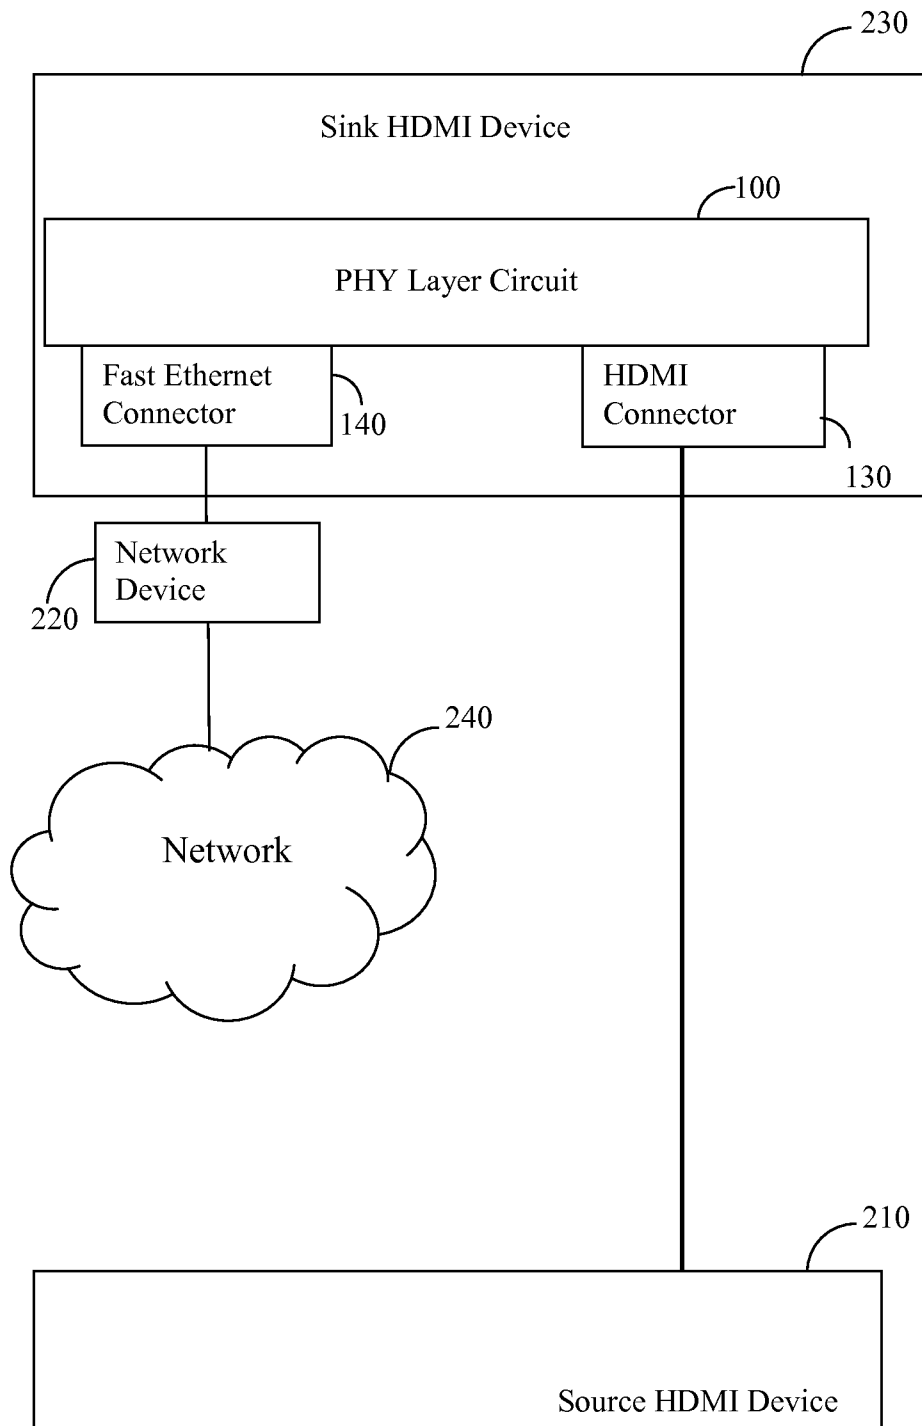 230
Sink HDMI Device
100
PHY Layer Circuit
Fast Ethernet
Connector
140
HDMI
Connector
130
Network
Device
220
240
Network
210
Source HDMI Device